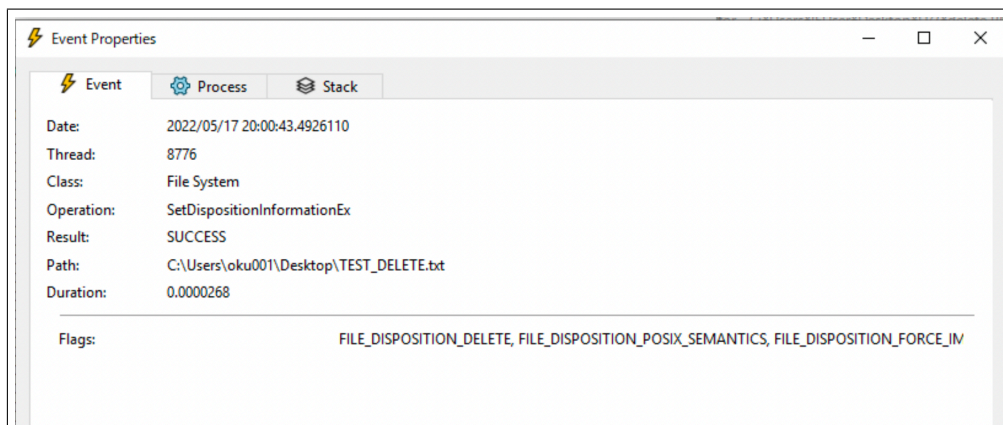 Event Properties
Event Process Stack
Date: 2022/05/17 20:00:43.4926110
Thread: 8776
Class: File System
Operation: SetDispositionInformationEx
Result: SUCCESS
Path: C:\Users\oku001\Desktop\TEST_DELETE.txt
Duration: 0.0000268
Flags: FILE_DISPOSITION_DELETE, FILE_DISPOSITION_POSIX_SEMANTICS, FILE_DISPOSITION_FORCE_IM